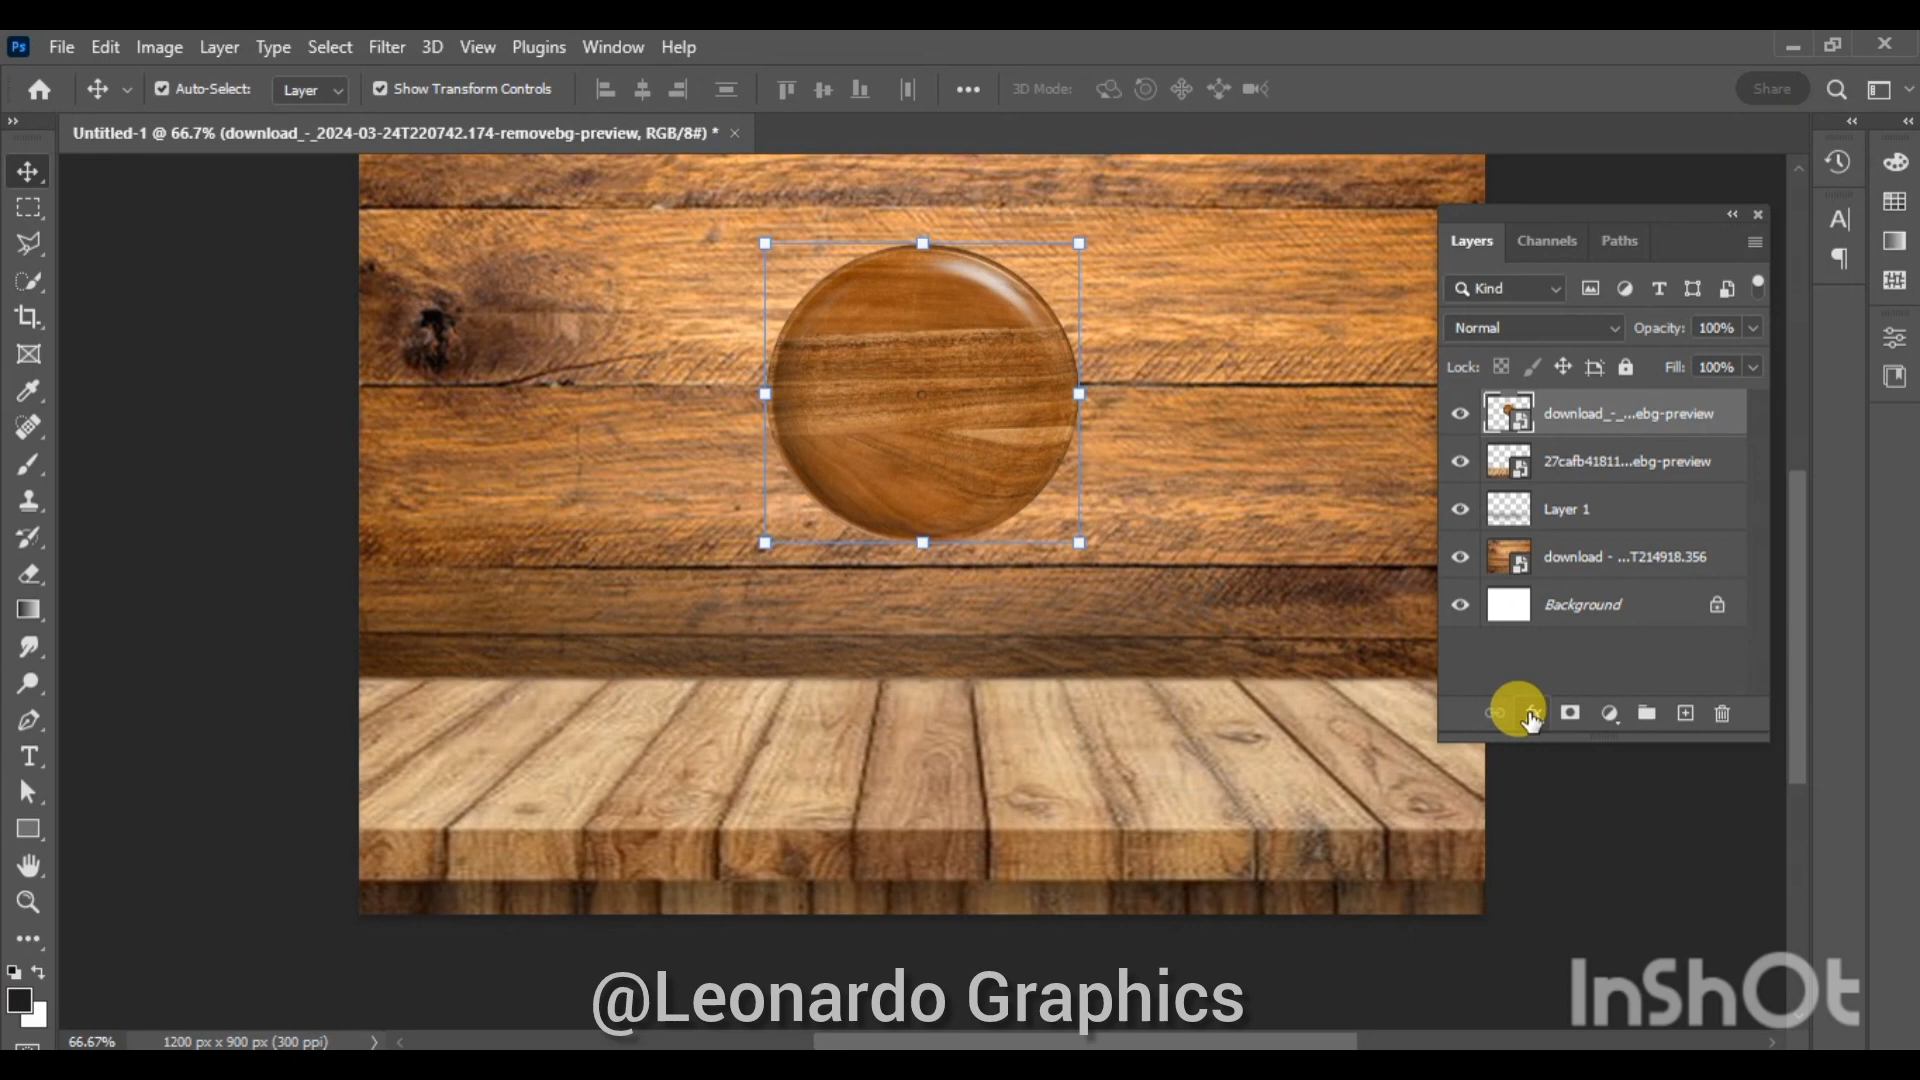 Ps File Edit Image Layer Type Select Filter 3D View Plugins Window Help
Auto-Select: Layer Show Transform Controls 3D Mode: Share
Untitled-1 @ 66.7% (download_-_2024-03-24T220742.174-removebg-preview, RGB/8#) *
Layers Channels Paths
Kind
Normal Opacity: 100%
Lock: Fill: 100%
download_-_...ebg-preview
27cafb41811...ebg-preview
Layer 1
download - ...T214918.356
Background
@Leonardo Graphics
InShOt
66.67% 1200 px x 900 px (300 ppi)